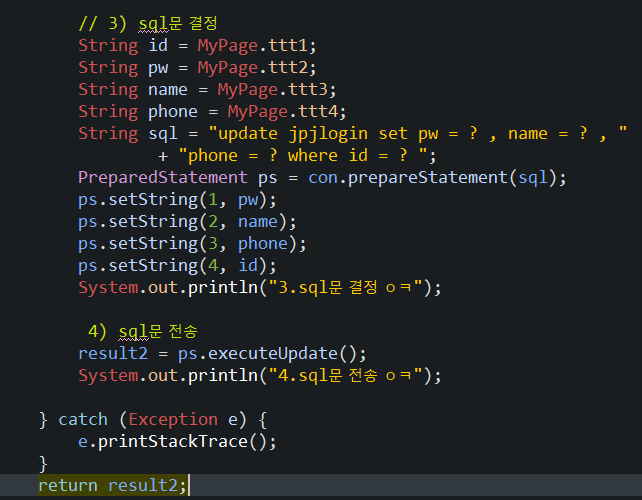 // 3) sql문 결정
String id = MyPage.ttt1;
String pw = MyPage.ttt2;
String name = MyPage.ttt3;
String phone = MyPage.ttt4;
String sql = "update jpjlogin set pw = ? , name = ? , "
+ "phone = ? where id = ? ";
PreparedStatement ps = con.prepareStatement(sql);
ps.setString(1, pw);
ps.setString(2, name);
ps.setString(3, phone);
ps.setString(4, id);
System.out.println("3.sql문 결정 ㅇㅋ");
4) sql문 전송
result2 = ps.executeUpdate();
System.out.println("4.sql문 전송 ㅇㅋ");
} catch (Exception e) {
e.printStackTrace();
}
return result2;